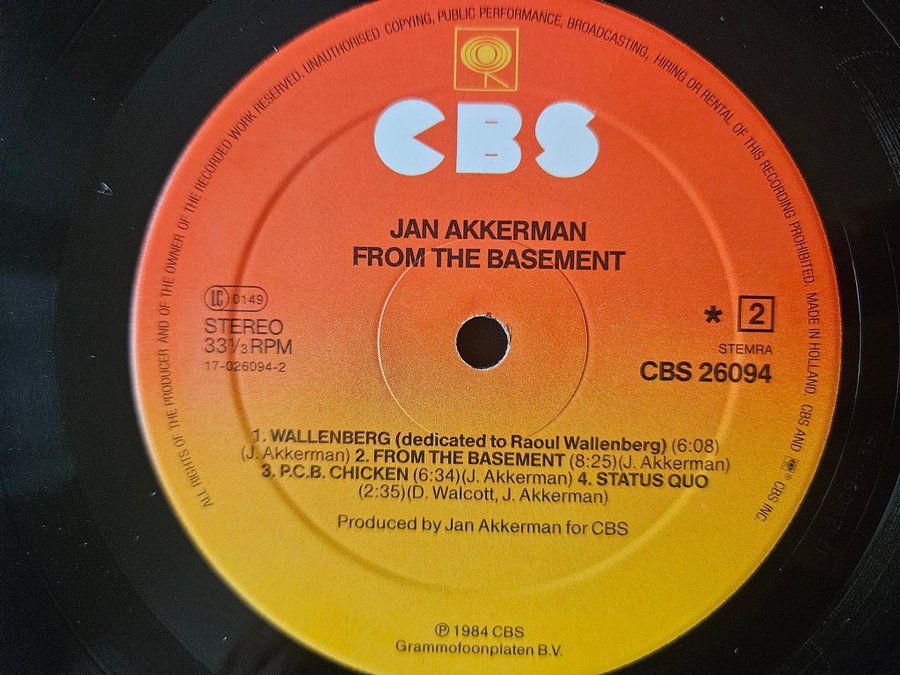 ALL RIGHTS OF THE PRODUCER AND OF THE OWNER OF THE RECORDED WORK RESERVED. UNAUTHORISED COPYING, PUBLIC PERFORMANCE, BROADCASTING, HIRING OR RENTAL OF THIS RECORDING PROHIBITED. MADE IN HOLLAND. CBS AND ® CBS INC.
CBS
JAN AKKERMAN
FROM THE BASEMENT
LC 0149
STEREO
33 1/3 RPM
17-026094-2
* 2
STEMRA
CBS 26094
1. WALLENBERG (dedicated to Raoul Wallenberg) (6:08)
(J. Akkerman) 2. FROM THE BASEMENT (8:25)(J. Akkerman)
3. P.C.B. CHICKEN (6:34)(J. Akkerman) 4. STATUS QUO
(2:35)(D. Walcott, J. Akkerman)
Produced by Jan Akkerman for CBS
℗ 1984 CBS
Grammofoonplaten B.V.